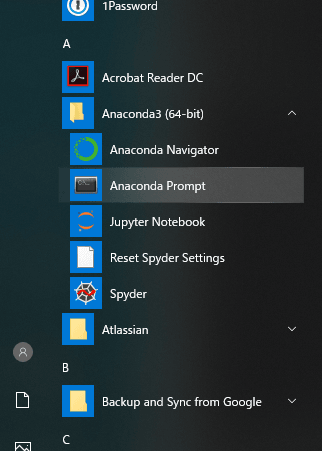 1Password
A
Acrobat Reader DC
Anaconda3 (64-bit)
Anaconda Navigator
Anaconda Prompt
Jupyter Notebook
Reset Spyder Settings
Spyder
Atlassian
B
Backup and Sync from Google
C